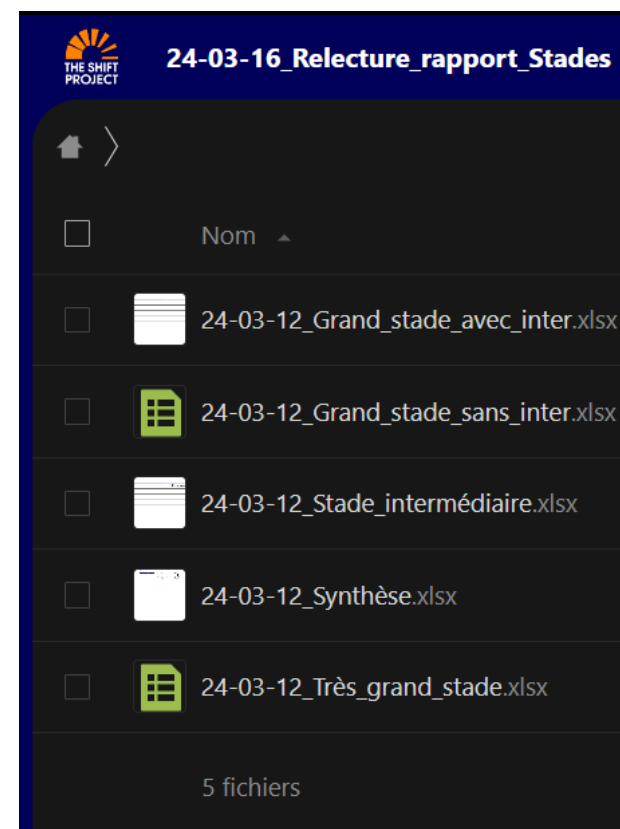 THE SHIFT
PROJECT
24-03-16_Relecture_rapport_Stades
Nom
24-03-12_Grand_stade_avec_inter.xlsx
24-03-12_Grand_stade_sans_inter.xlsx
24-03-12_Stade_intermédiaire.xlsx
24-03-12_Synthèse.xlsx
24-03-12_Très_grand_stade.xlsx
5 fichiers